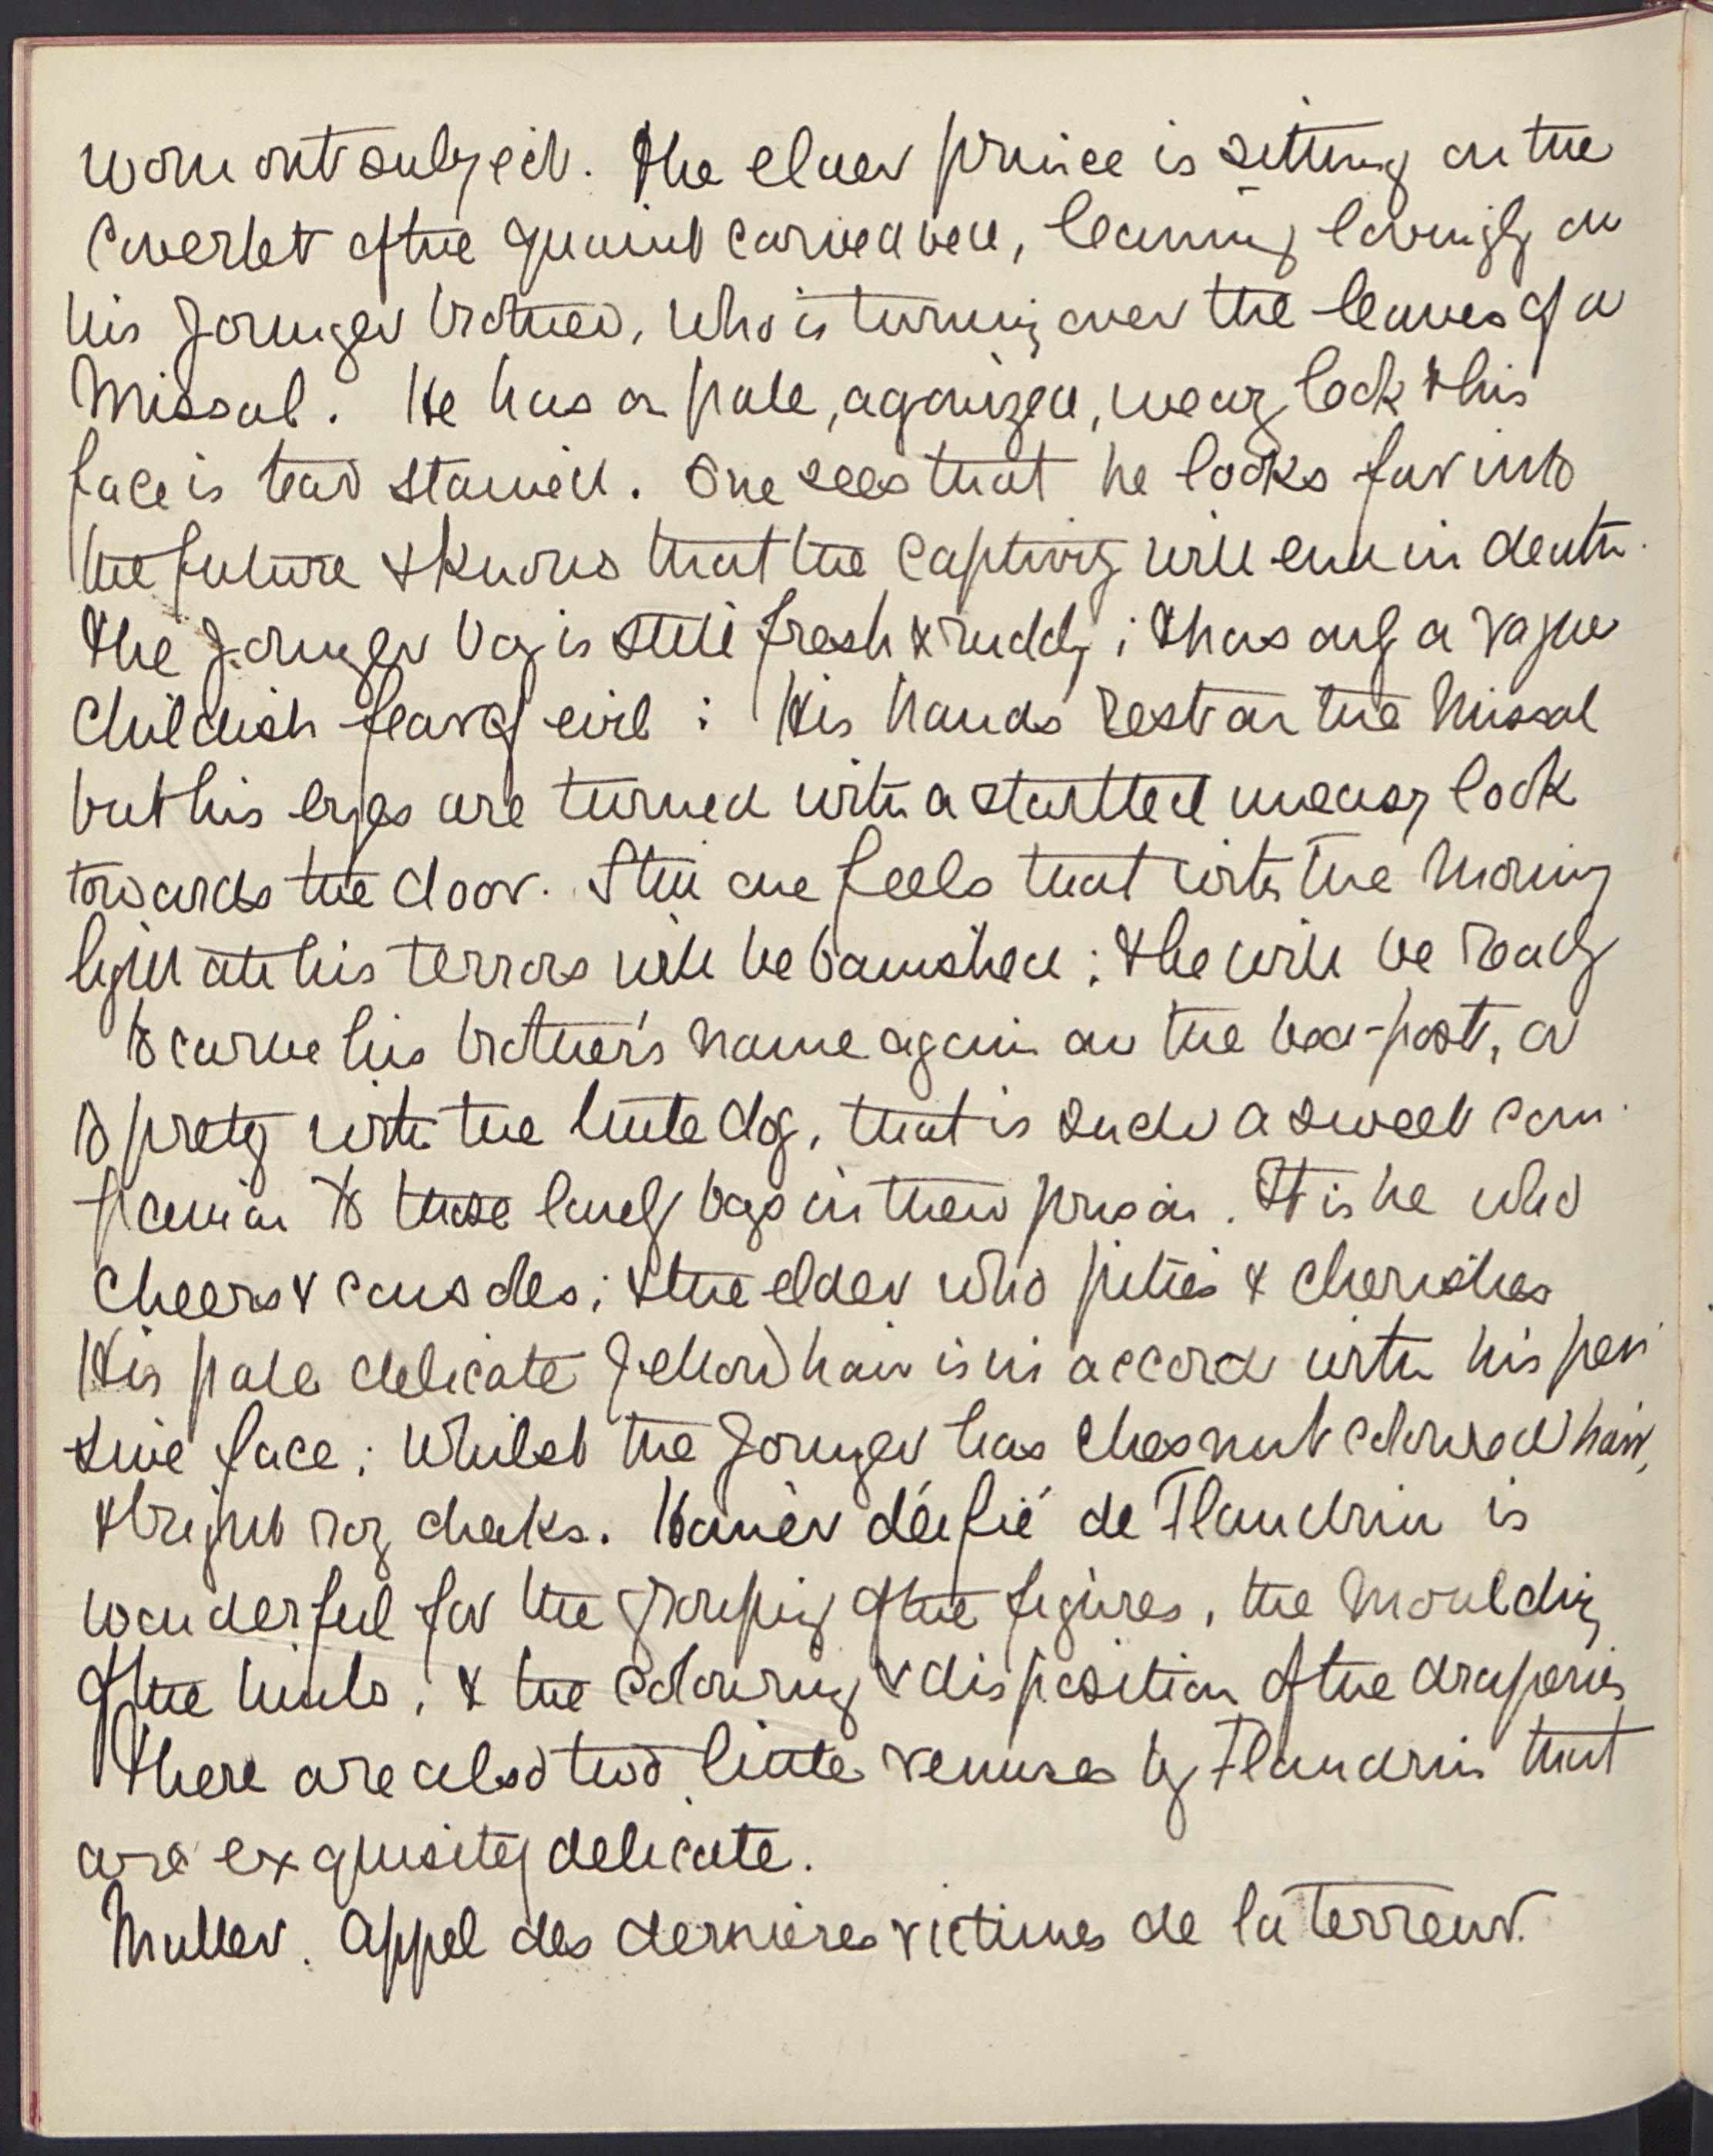 worn out subject. The elder prince is sitting on the
coverlet of the quaint carved bed, leaning lovingly on
his younger brother, who is turning over the leaves of a
Missal. He has a pale, agonized, weary look & his
face is tear stained. One sees that he looks far into
the future & knows that the captivity will end in death.
The younger boy is still fresh & ruddy; & has only a vague
childish fear of evil: His hands rest on the Missal
but his eyes are turned with a startled uneasy look
towards the door. Still one feels that with the morning
light all his terrors will be banished; & he will be ready
to carve his brother's name again on the bed-post, or
to play with the little dog, that is such a sweet com-
panion to these lonely boys in their prison. It is he who
cheers & consoles; & the elder who pities & cherishes
His pale delicate yellow hair is in accord with his pen-
sive face; whilst the younger has chesnut coloured hair,
& bright rosy cheeks. Homèr déifié de Flandrin is
wonderful for the grouping of the figures, the moulding
of the limbs, & the colouring & disposition of the draperies
There are also two little venuses by Flandrin that
are exquisitely delicate.
Muller. Appel des dernières victimes de la terreur.